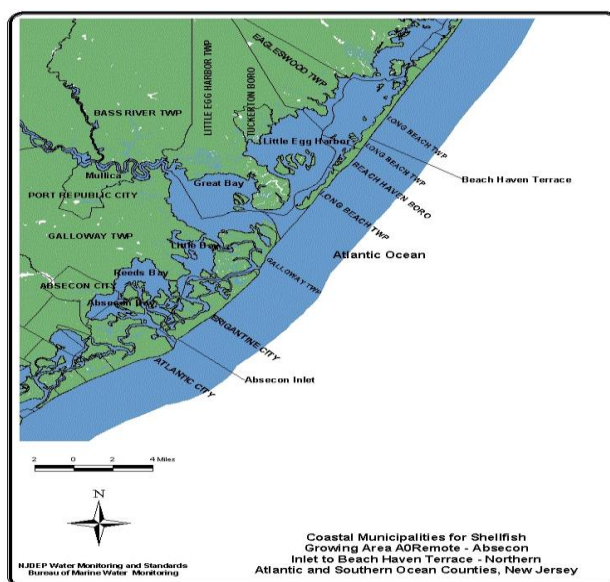 EAGLESWOOD TWP
LITTLE EGG HARBOR TWP
TUCKERTON BORO
BASS RIVER TWP
LONG BEACH TWP
Little Egg Harbor
LONG BEACH TWP
Mullica
Beach Haven Terrace
Great Bay
BEACH HAVEN BORO
PORT REPUBLIC CITY
LONG BEACH TWP
GALLOWAY TWP
Little Bay
Atlantic Ocean
GALLOWAY TWP
Reeds Bay
ABSECON CITY
Absecon Bay
BRIGANTINE CITY
ATLANTIC CITY
Absecon Inlet
2 0 2 4 Miles
N
NJDEP Water Monitoring and Standards
Bureau of Marine Water Monitoring
Coastal Municipalities for Shellfish
Growing Area A0Remote - Absecon
Inlet to Beach Haven Terrace - Northern
Atlantic and Southern Ocean Counties, New Jersey